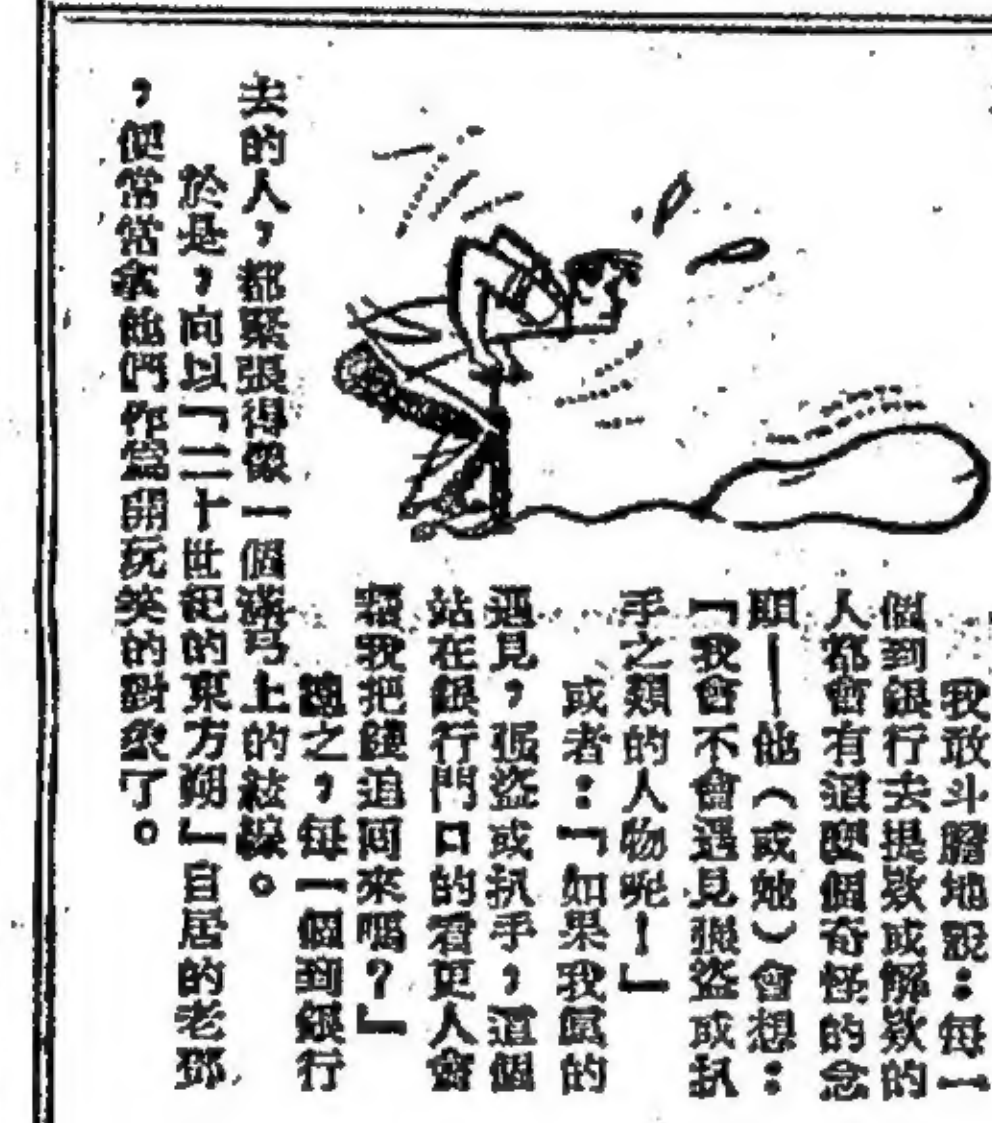 我敢斗膽地說：每一
個到銀行去提欵或解欵的
人都會有這麼個奇怪的念
頭——他（或她）會想：
「我會不會遇見強盜或扒
手之類的人物呢！」
或者：「如果我眞的
遇見，强盜或扒手，這個
站在銀行門口的看更人會
替我把錢追回來嗎？」
總之，每一個到銀行
去的人，都緊張得像一個滿弓上的絃線。
於是，向以「二十世紀的東方朔」自居的老鄧
，便常常拿他們作爲開玩笑的對象了。